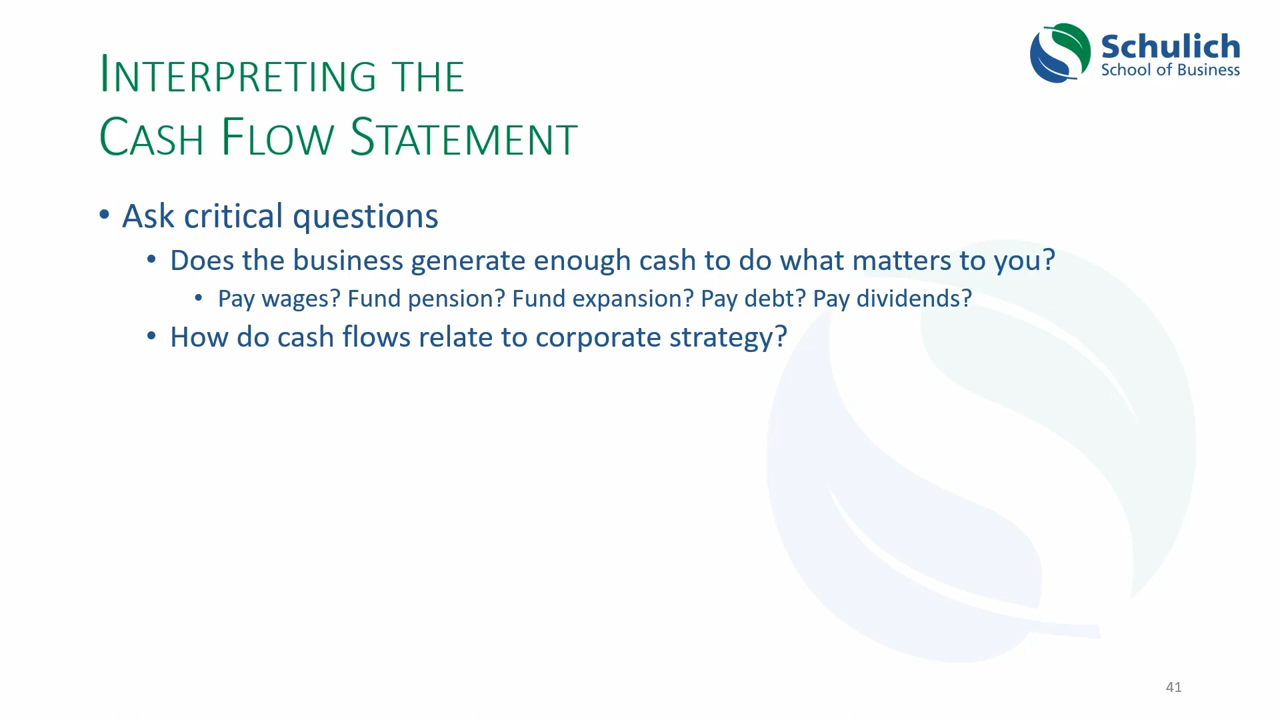 INTERPRETING THE
CASH FLOW STATEMENT
Schulich
School of Business
• Ask critical questions
• Does the business generate enough cash to do what matters to you?
• Pay wages? Fund pension? Fund expansion? Pay debt? Pay dividends?
• How do cash flows relate to corporate strategy?
41